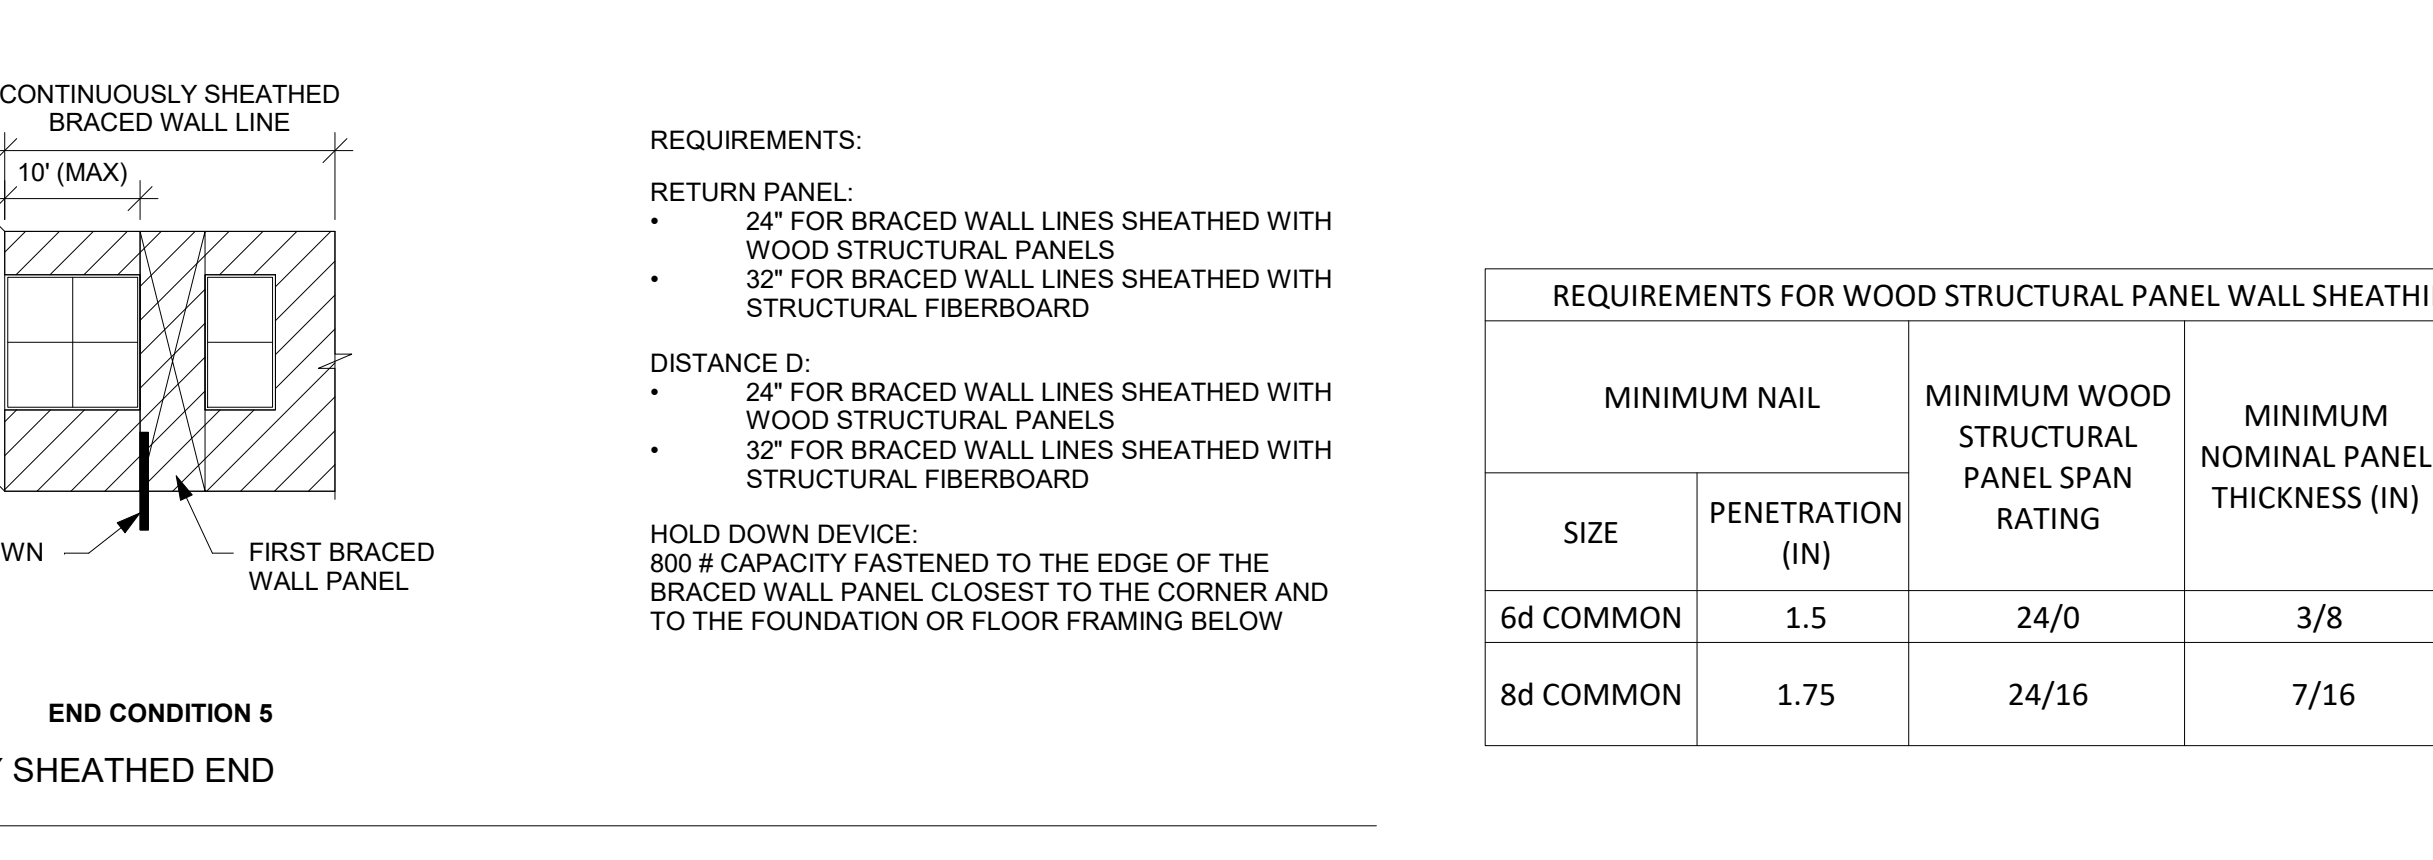 CONTINUOUSLY SHEATHED
BRACED WALL LINE
10' (MAX)
WN
FIRST BRACED
WALL PANEL
END CONDITION 5
SHEATHED END
REQUIREMENTS:
RETURN PANEL:
• 24" FOR BRACED WALL LINES SHEATHED WITH
WOOD STRUCTURAL PANELS
• 32" FOR BRACED WALL LINES SHEATHED WITH
STRUCTURAL FIBERBOARD
DISTANCE D:
• 24" FOR BRACED WALL LINES SHEATHED WITH
WOOD STRUCTURAL PANELS
• 32" FOR BRACED WALL LINES SHEATHED WITH
STRUCTURAL FIBERBOARD
HOLD DOWN DEVICE:
800 # CAPACITY FASTENED TO THE EDGE OF THE
BRACED WALL PANEL CLOSEST TO THE CORNER AND
TO THE FOUNDATION OR FLOOR FRAMING BELOW
REQUIREMENTS FOR WOOD STRUCTURAL PANEL WALL SHEATHI
MINIMUM NAIL
MINIMUM WOOD
STRUCTURAL
PANEL SPAN
RATING
MINIMUM
NOMINAL PANEL
THICKNESS (IN)
SIZE
PENETRATION
(IN)
6d COMMON 1.5 24/0 3/8
8d COMMON 1.75 24/16 7/16